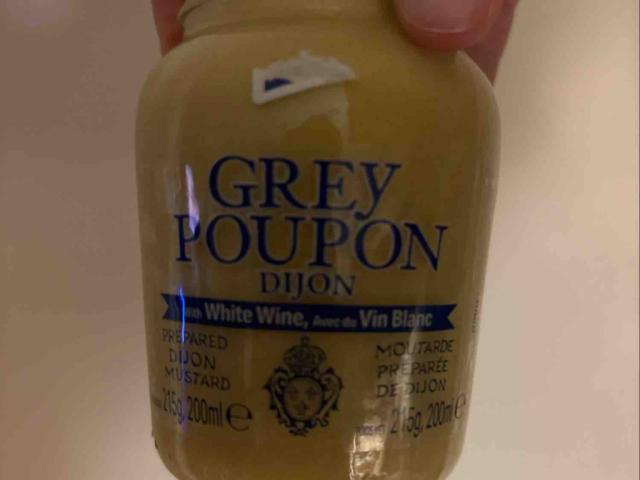 GREY
POUPON
DIJON
With White Wine, Avec du Vin Blanc
PREPARED
DIJON
MUSTARD
215g, 200ml e
MOUTARDE
PRÉPARÉE
DE DIJON
215g, 200ml e